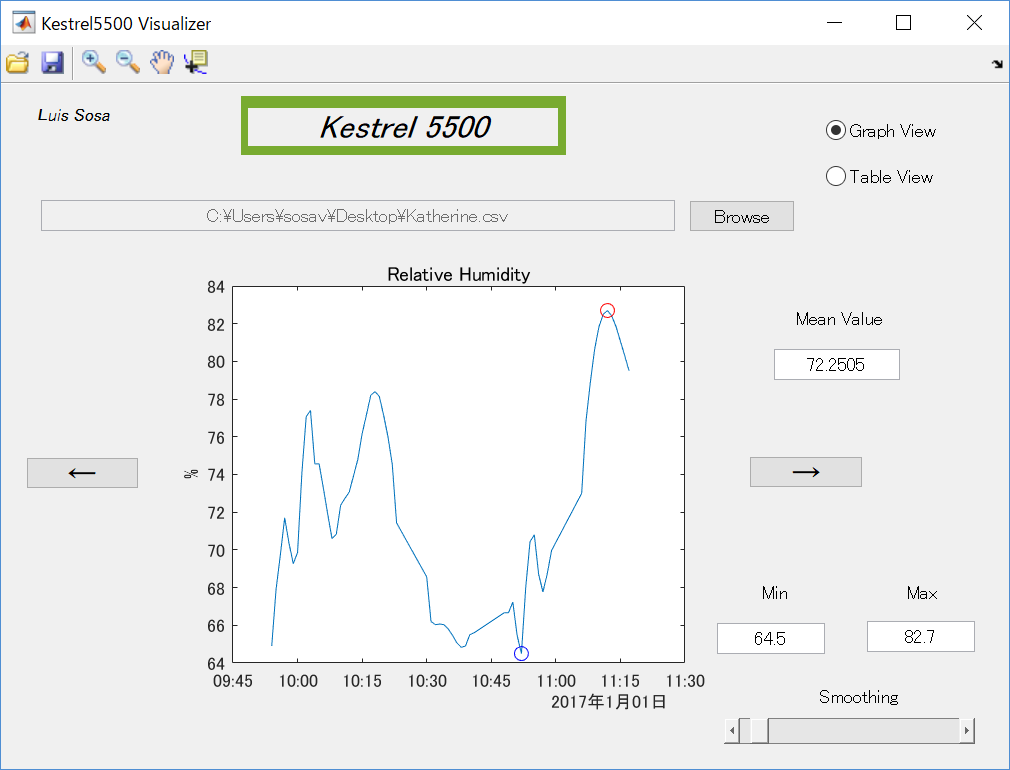 Kestrel5500 Visualizer
Luis Sosa
Kestrel 5500
Graph View
Table View
C:¥Users¥sosav¥Desktop¥Katherine.csv
Browse
Relative Humidity
84
82
80
78
76
74
72
70
68
66
64
%
09:45 10:00 10:15 10:30 10:45 11:00 11:15 11:30
2017年1月01日
←
Mean Value
72.2505
→
Min Max
64.5 82.7
Smoothing